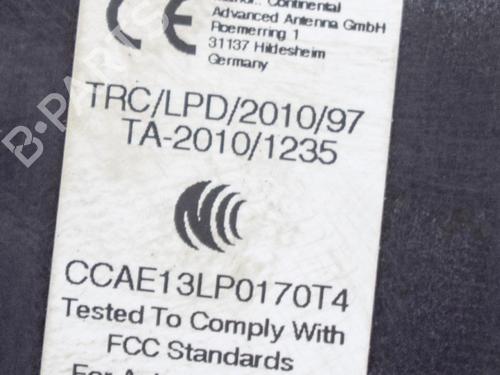 Continental
Advanced Antenna GmbH
Roemerring 1
31137 Hildesheim
Germany
CE
TRC/LPD/2010/97
TA-2010/1235
CCAE13LP0170T4
Tested To Comply With
FCC Standards
B-PARTS